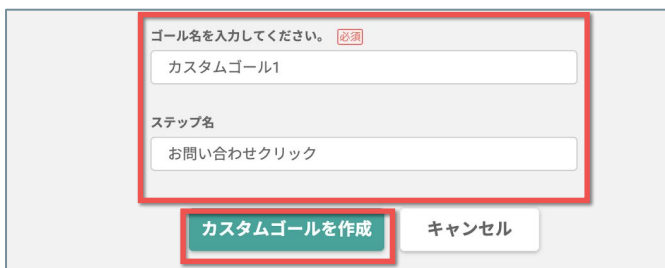 ゴール名を入力してください。 必須
カスタムゴール1
ステップ名
お問い合わせクリック
カスタムゴールを作成 キャンセル